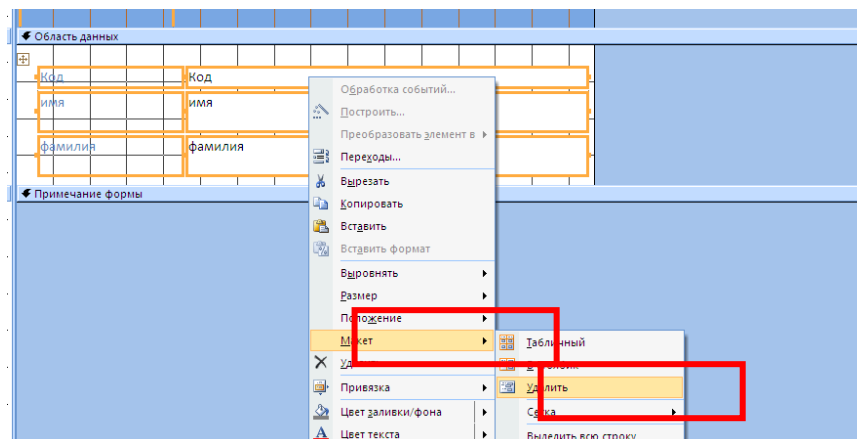 Область данных
Код Код
имя имя
фамилия фамилия
Примечание формы
Обработка событий...
Построить...
Преобразовать элемент в
Переходы...
Вырезать
Копировать
Вставить
Вставить формат
Выровнять
Размер
Положение
Макет
Привязка
Цвет заливки/фона
Цвет текста
Табличный
Удалить
Сетка
Выделить всю строку